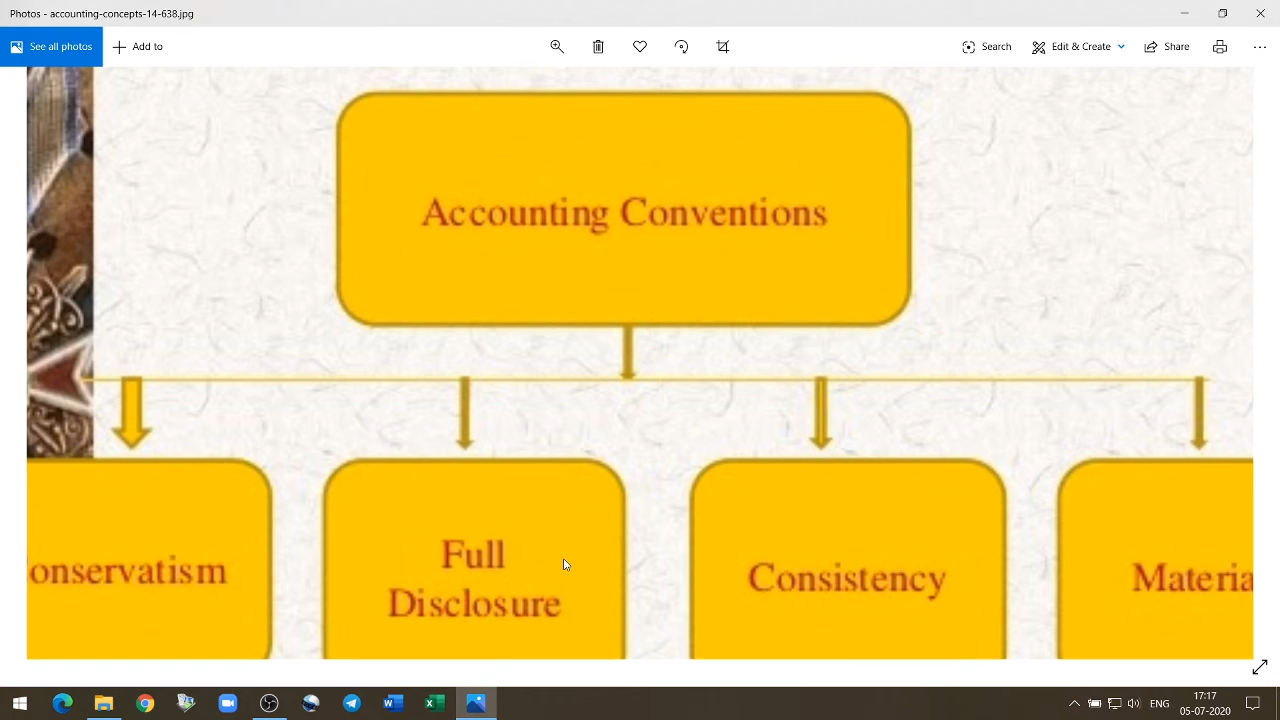 Photos - accounting-concepts-14-638.jpg
See all photos
Add to
Search
Edit & Create
Share
Accounting Conventions
onservatism
Full
Disclosure
Consistency
Materia
ENG
17:17
05-07-2020